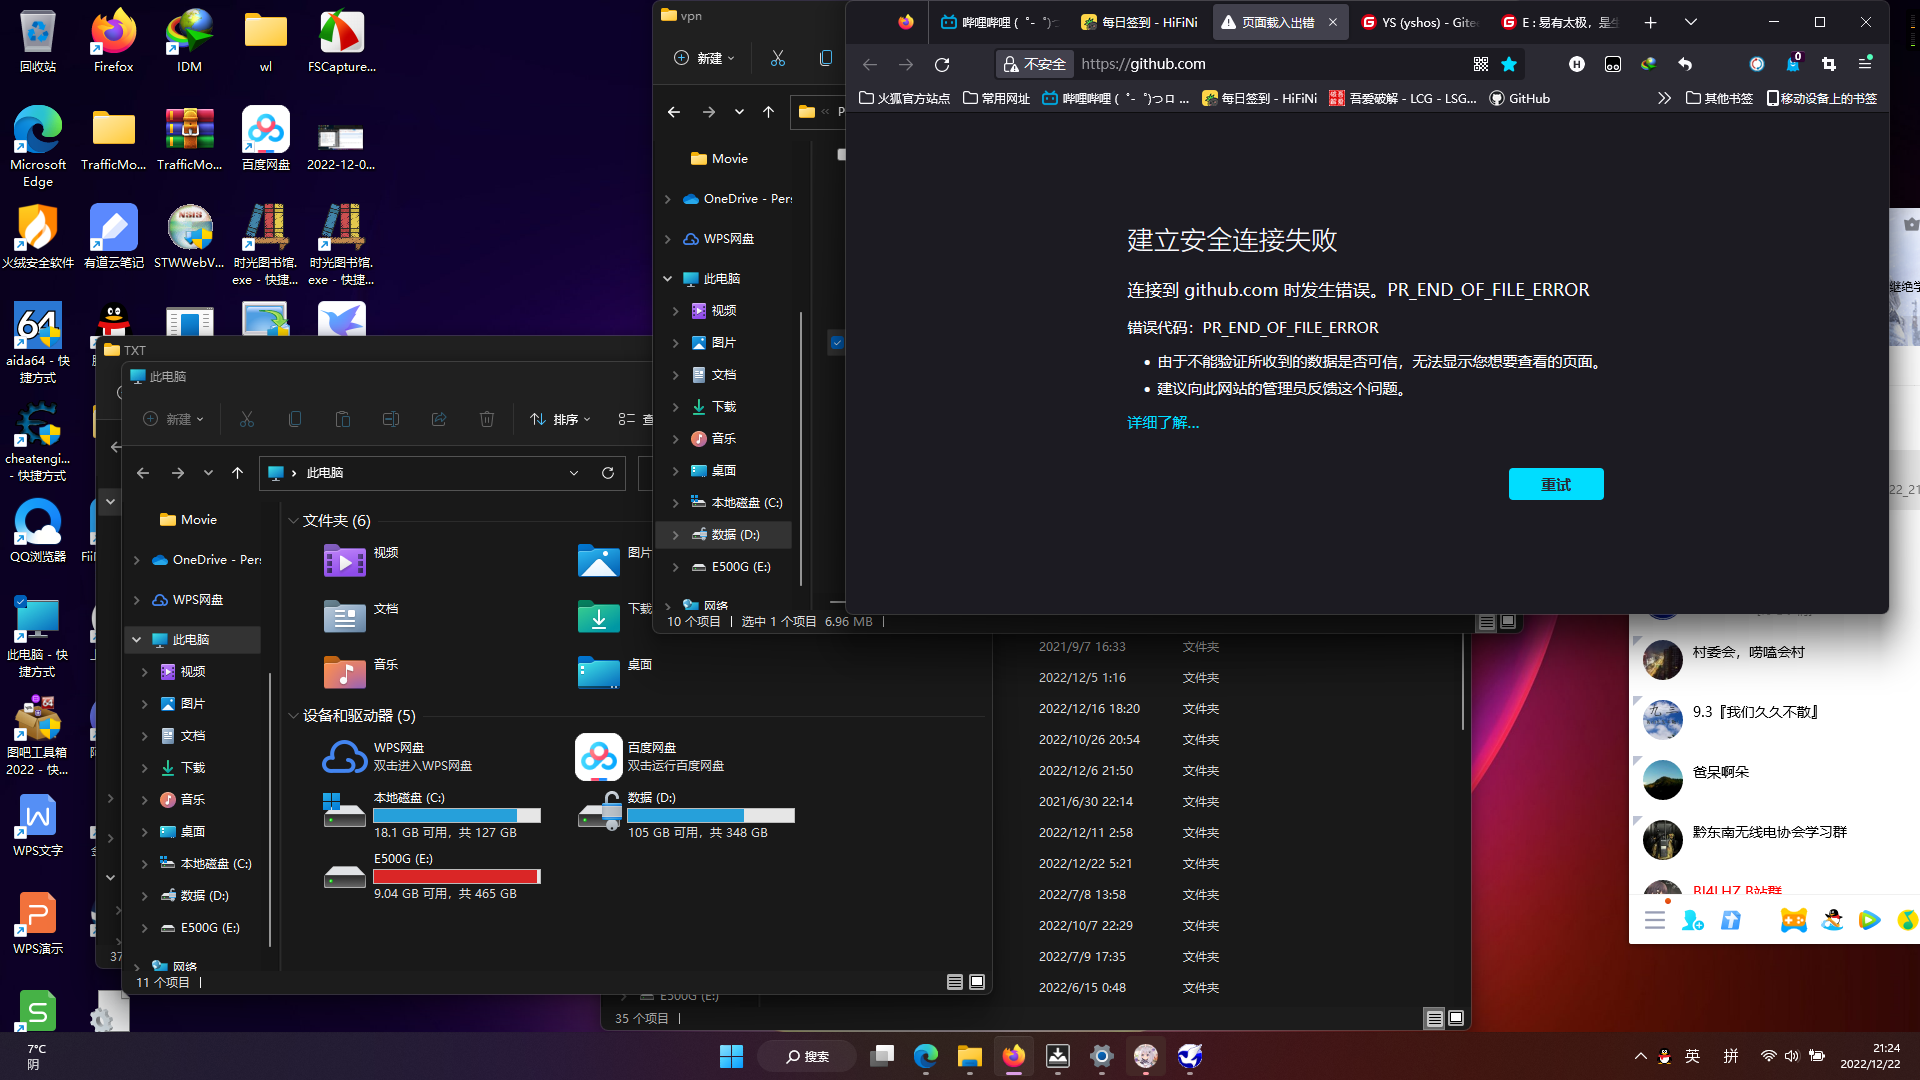 回收站
Firefox
IDM
wl
FSCapture...
Microsoft Edge
TrafficMo...
TrafficMo...
百度网盘
2022-12-0...
火绒安全软件
有道云笔记
STWWebV...
时光图书馆.exe - 快捷...
时光图书馆.exe - 快捷...
aida64 - 快捷方式
cheatengi... - 快捷方式
QQ浏览器
此电脑 - 快捷方式
图吧工具箱2022 - 快...
WPS文字
WPS演示
7°C
阴
TXT
此电脑
新建
排序
此电脑
Movie
OneDrive - Pers
WPS网盘
此电脑
视频
图片
文档
下载
音乐
桌面
本地磁盘 (C:)
数据 (D:)
E500G (E:)
网络
11 个项目
文件夹 (6)
视频
图片
文档
下载
音乐
桌面
设备和驱动器 (5)
WPS网盘
双击进入WPS网盘
百度网盘
双击运行百度网盘
本地磁盘 (C:)
18.1 GB 可用，共 127 GB
数据 (D:)
105 GB 可用，共 348 GB
E500G (E:)
9.04 GB 可用，共 465 GB
vpn
新建
Movie
OneDrive - Pers
WPS网盘
此电脑
视频
图片
文档
下载
音乐
桌面
本地磁盘 (C:)
数据 (D:)
E500G (E:)
网络
10 个项目
选中 1 个项目 6.96 MB
2021/9/7 16:33 文件夹
2022/12/5 1:16 文件夹
2022/12/16 18:20 文件夹
2022/10/26 20:54 文件夹
2022/12/6 21:50 文件夹
2021/6/30 22:14 文件夹
2022/12/11 2:58 文件夹
2022/12/22 5:21 文件夹
2022/7/8 13:58 文件夹
2022/10/7 22:29 文件夹
2022/7/9 17:35 文件夹
2022/6/15 0:48 文件夹
E500G (E:)
35 个项目
哔哩哔哩 (゜-゜)つ
每日签到 - HiFiNi
页面载入出错
YS (yshos) - Gitee
E : 易有太极，是生
不安全
https://github.com
火狐官方站点
常用网址
哔哩哔哩 (゜-゜)つロ ...
每日签到 - HiFiNi
吾爱破解 - LCG - LSG...
GitHub
其他书签
移动设备上的书签
建立安全连接失败
连接到 github.com 时发生错误。PR_END_OF_FILE_ERROR
错误代码：PR_END_OF_FILE_ERROR
由于不能验证所收到的数据是否可信，无法显示您想要查看的页面。
建议向此网站的管理员反馈这个问题。
详细了解...
重试
村委会，唠嗑会村
9.3『我们久久不散』
爸呆啊朵
黔东南无线电协会学习群
BI4LHZ B站群
搜索
英
拼
21:24
2022/12/22